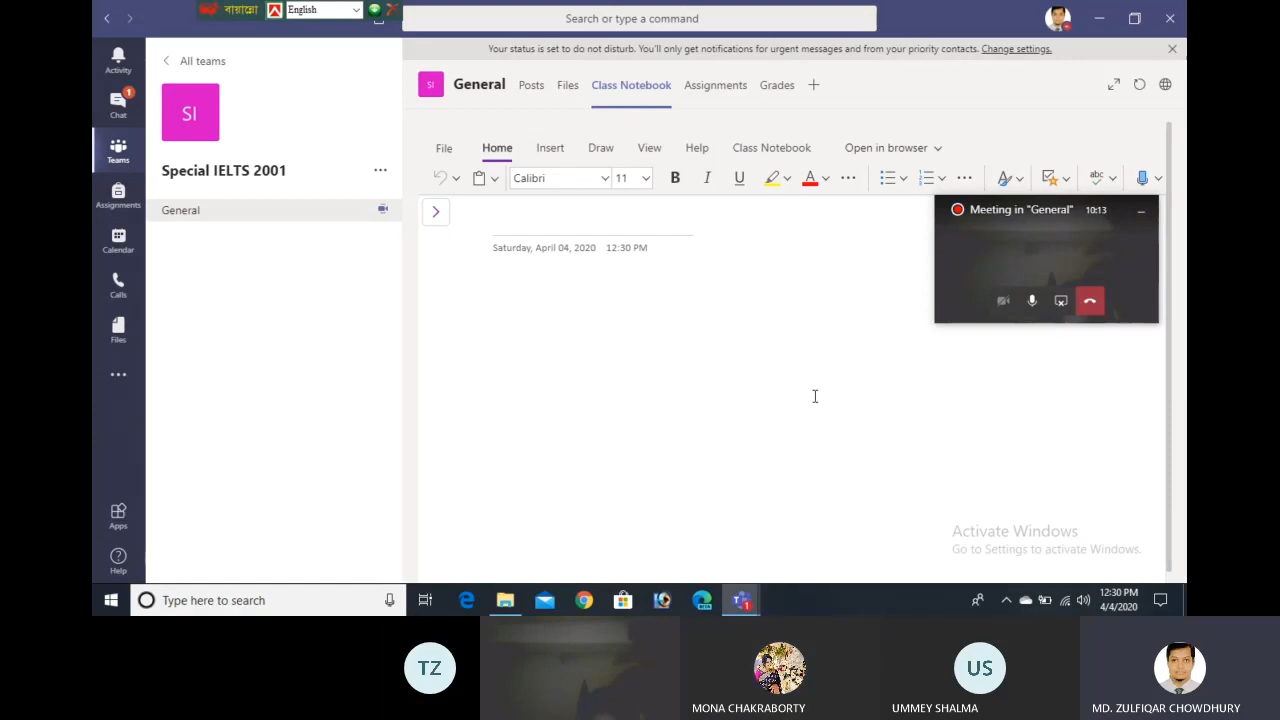 বায়ান্নো
English
Search or type a command
Your status is set to do not disturb. You'll only get notifications for urgent messages and from your priority contacts. Change settings.
Activity
Chat
1
Teams
Assignments
Calendar
Calls
Files
Apps
Help
All teams
SI
Special IELTS 2001
General
SI
General Posts Files Class Notebook Assignments Grades
File Home Insert Draw View Help Class Notebook Open in browser
Calibri 11 B I U A abc
Saturday, April 04, 2020 12:30 PM
Meeting in "General" 10:13
Activate Windows
Go to Settings to activate Windows.
Type here to search
1
12:30 PM
4/4/2020
TZ
MONA CHAKRABORTY
US
UMMEY SHALMA
MD. ZULFIQAR CHOWDHURY